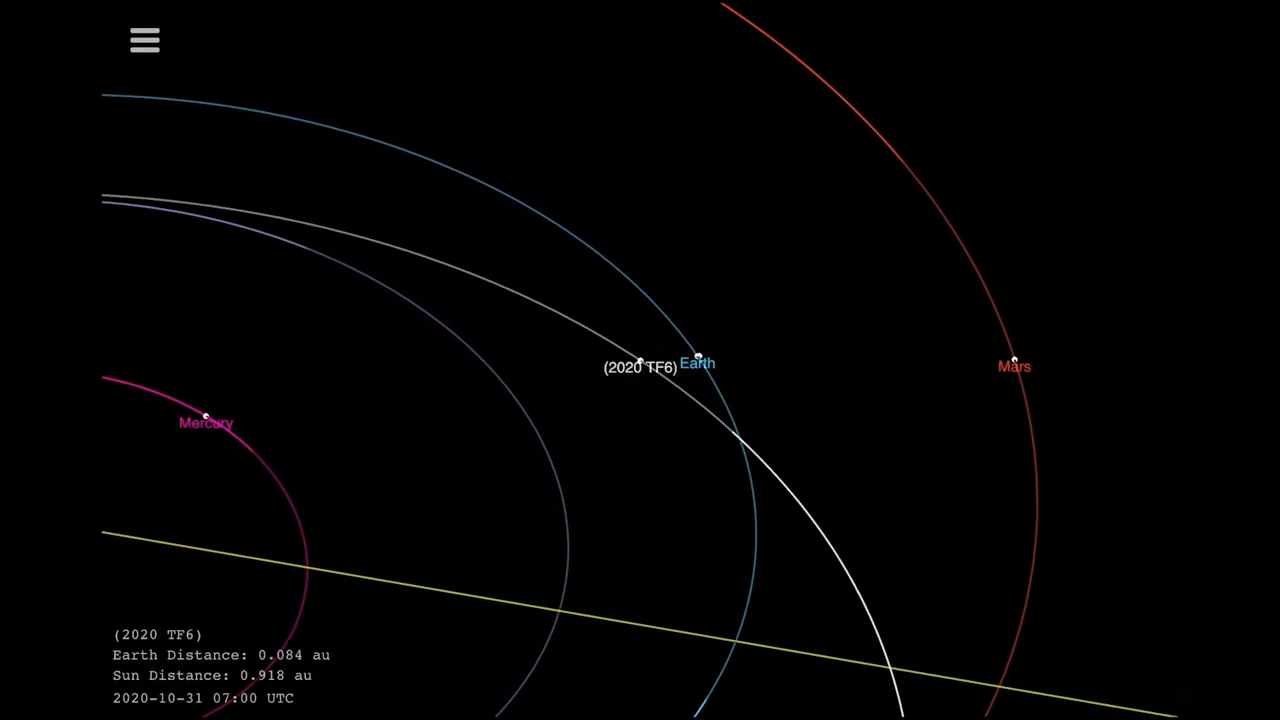 (2020 TF6)
Earth
Mars
Mercury
(2020 TF6)
Earth Distance: 0.084 au
Sun Distance: 0.918 au
2020-10-31 07:00 UTC